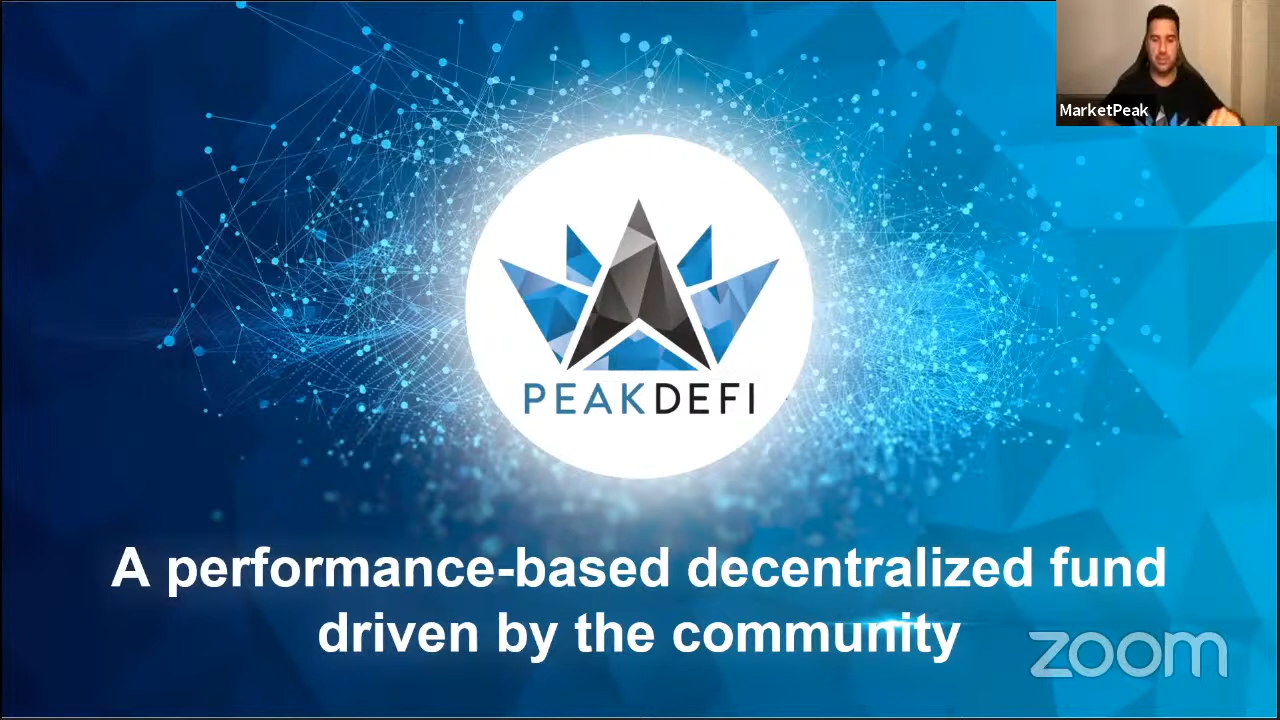 MarketPeak
PEAKDEFI
A performance-based decentralized fund
driven by the community
zoom